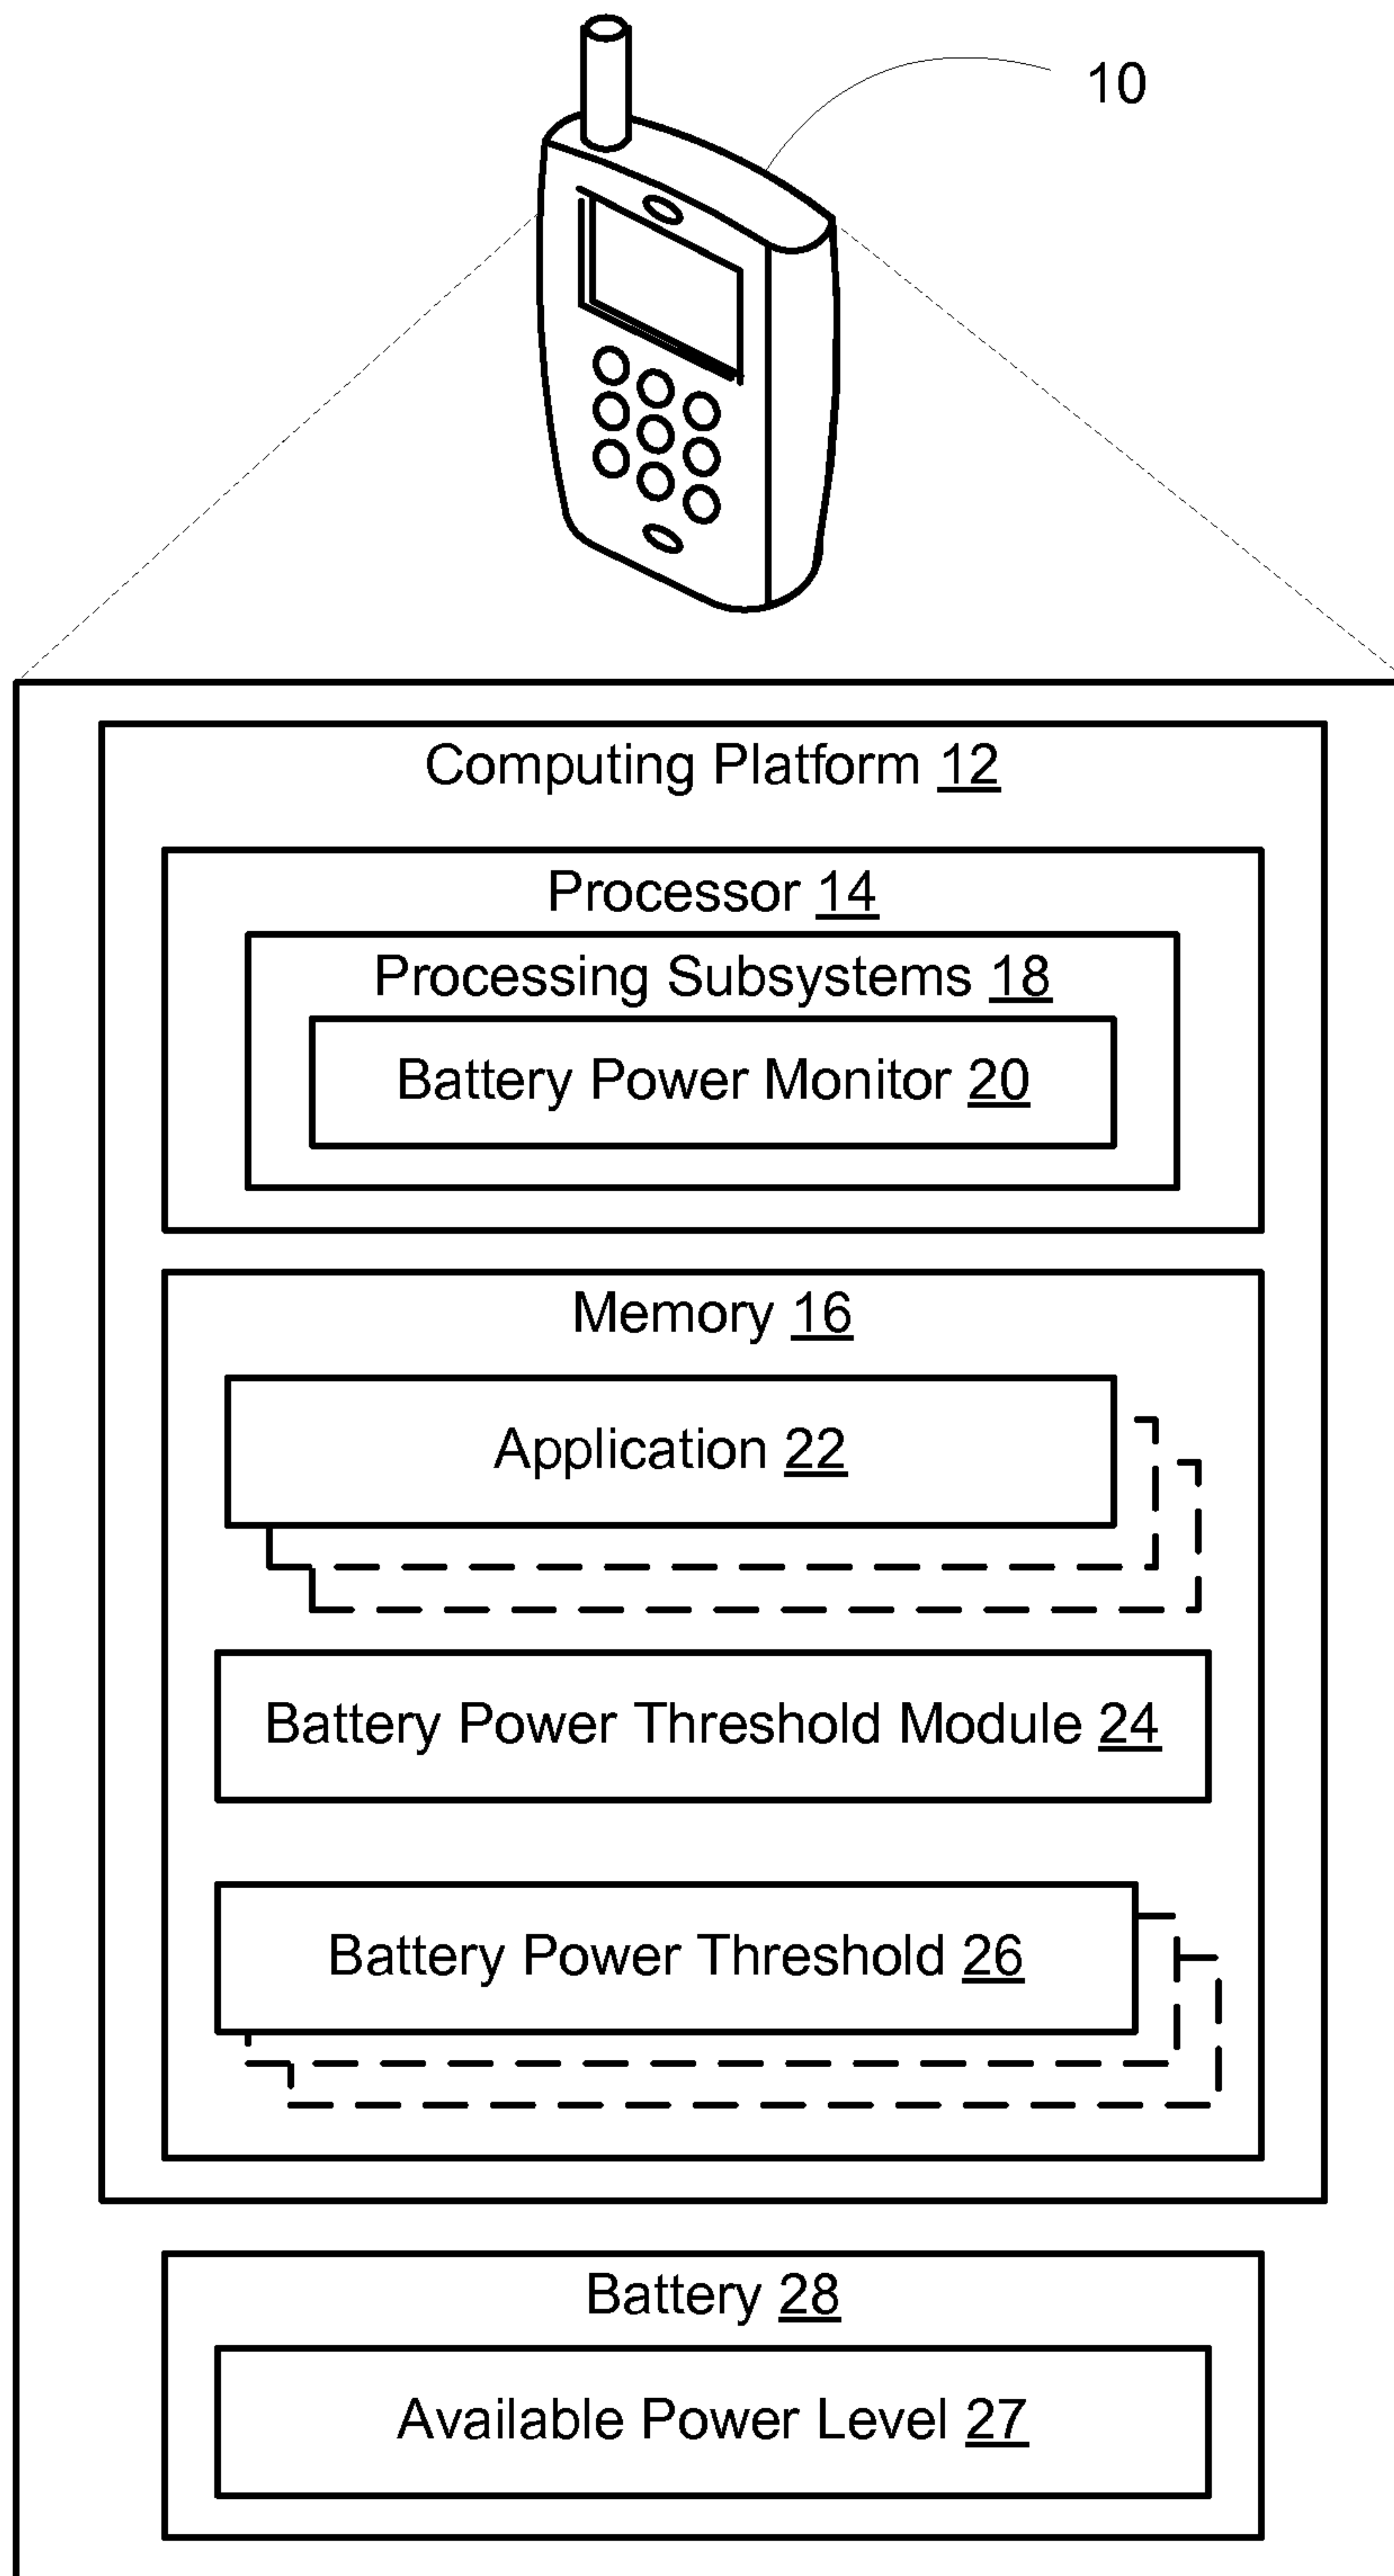 10
Computing Platform 12
Processor 14
Processing Subsystems 18
Battery Power Monitor 20
Memory 16
Application 22
Battery Power Threshold Module 24
Battery Power Threshold 26
Battery 28
Available Power Level 27